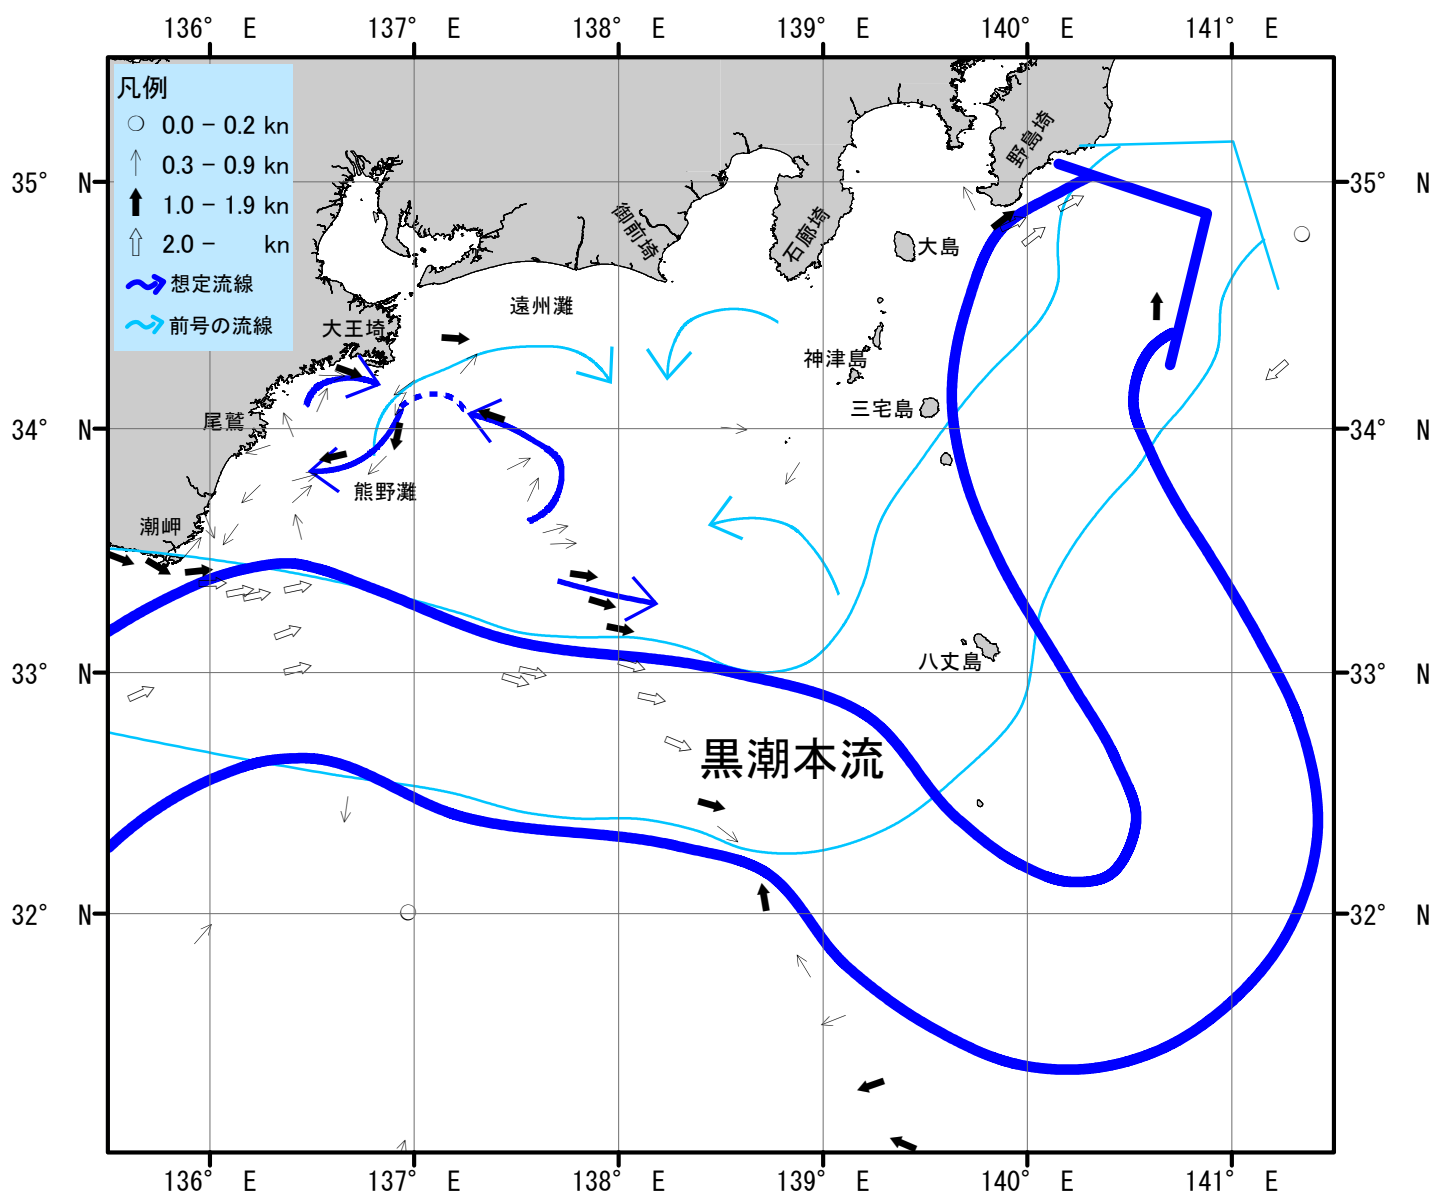 136° E 137° E 138° E 139° E 140° E 141° E
凡例
0.0 - 0.2 kn
0.3 - 0.9 kn
1.0 - 1.9 kn
2.0 - kn
想定流線
前号の流線
野島埼
35° N
35° N
御前埼
石廊埼
大島
遠州灘
大王埼
神津島
三宅島
尾鷲
34° N
34° N
熊野灘
潮岬
八丈島
33° N
33° N
黒潮本流
32° N
32° N
136° E 137° E 138° E 139° E 140° E 141° E